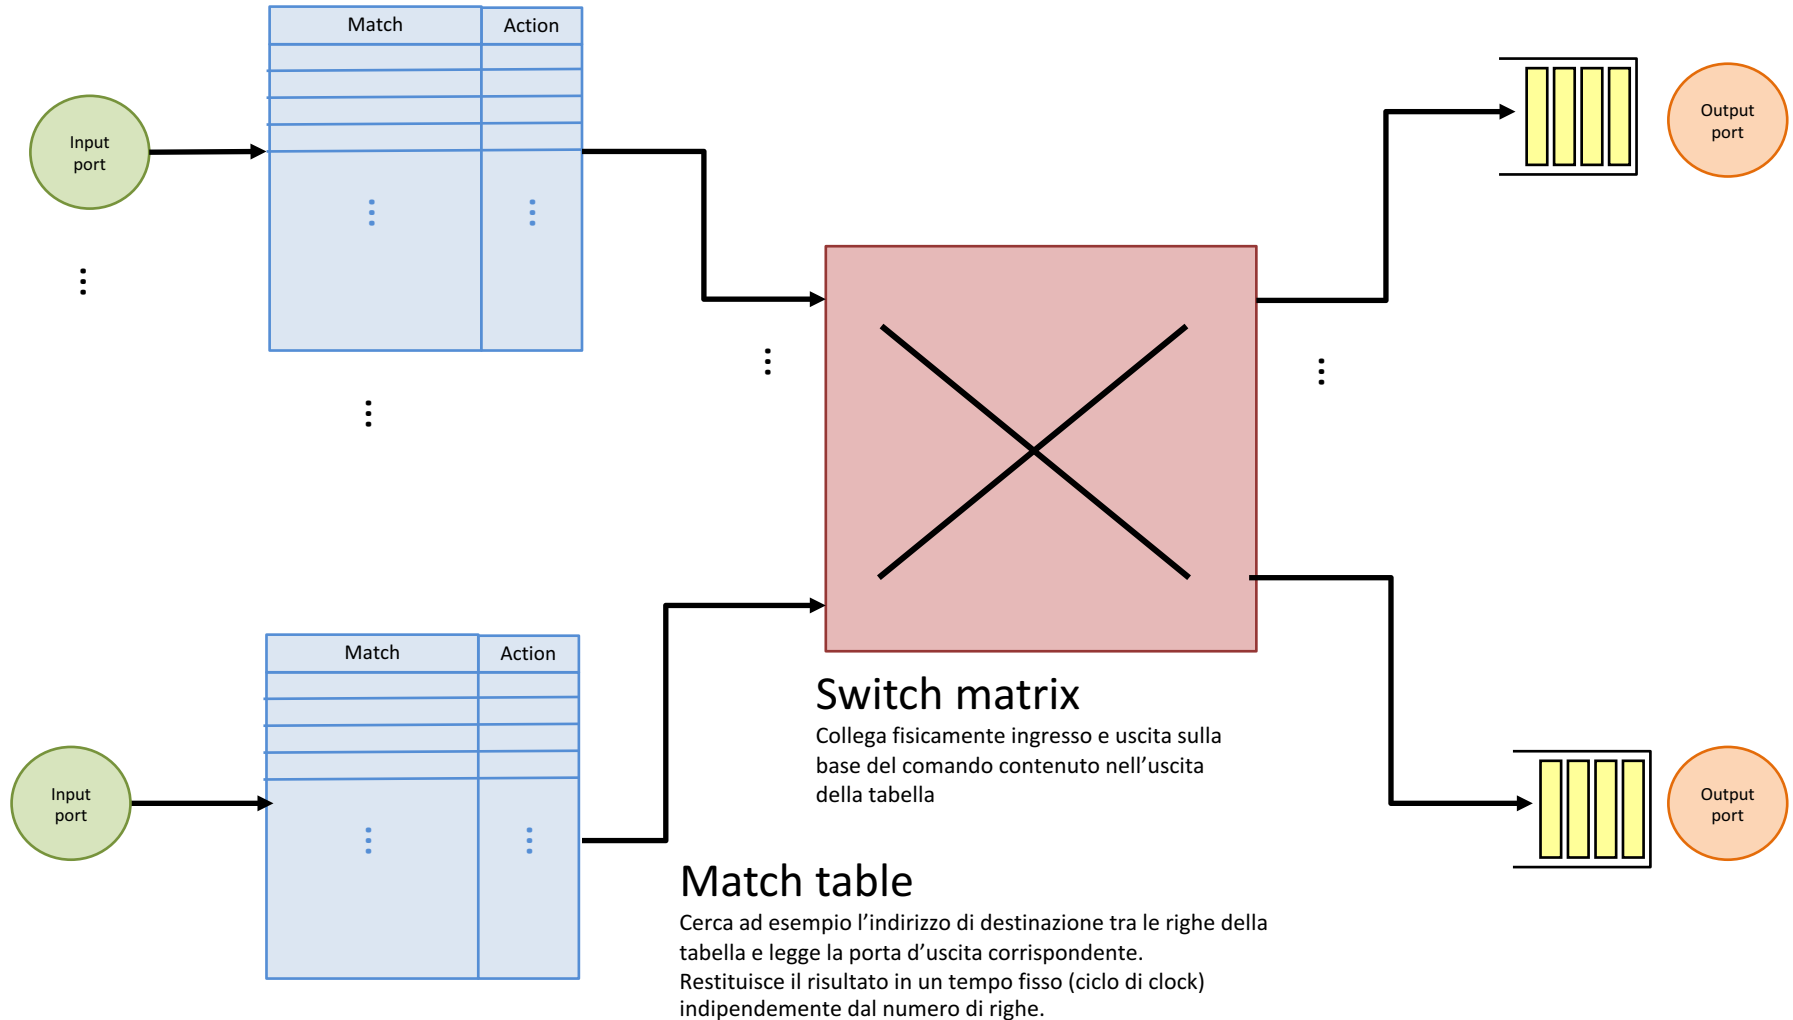 Match Action
Input
port
Output
port
Match Action
Input
port
Switch matrix
Collega fisicamente ingresso e uscita sulla
base del comando contenuto nell’uscita
della tabella
Output
port
Match table
Cerca ad esempio l’indirizzo di destinazione tra le righe della
tabella e legge la porta d’uscita corrispondente.
Restituisce il risultato in un tempo fisso (ciclo di clock)
indipendemente dal numero di righe.